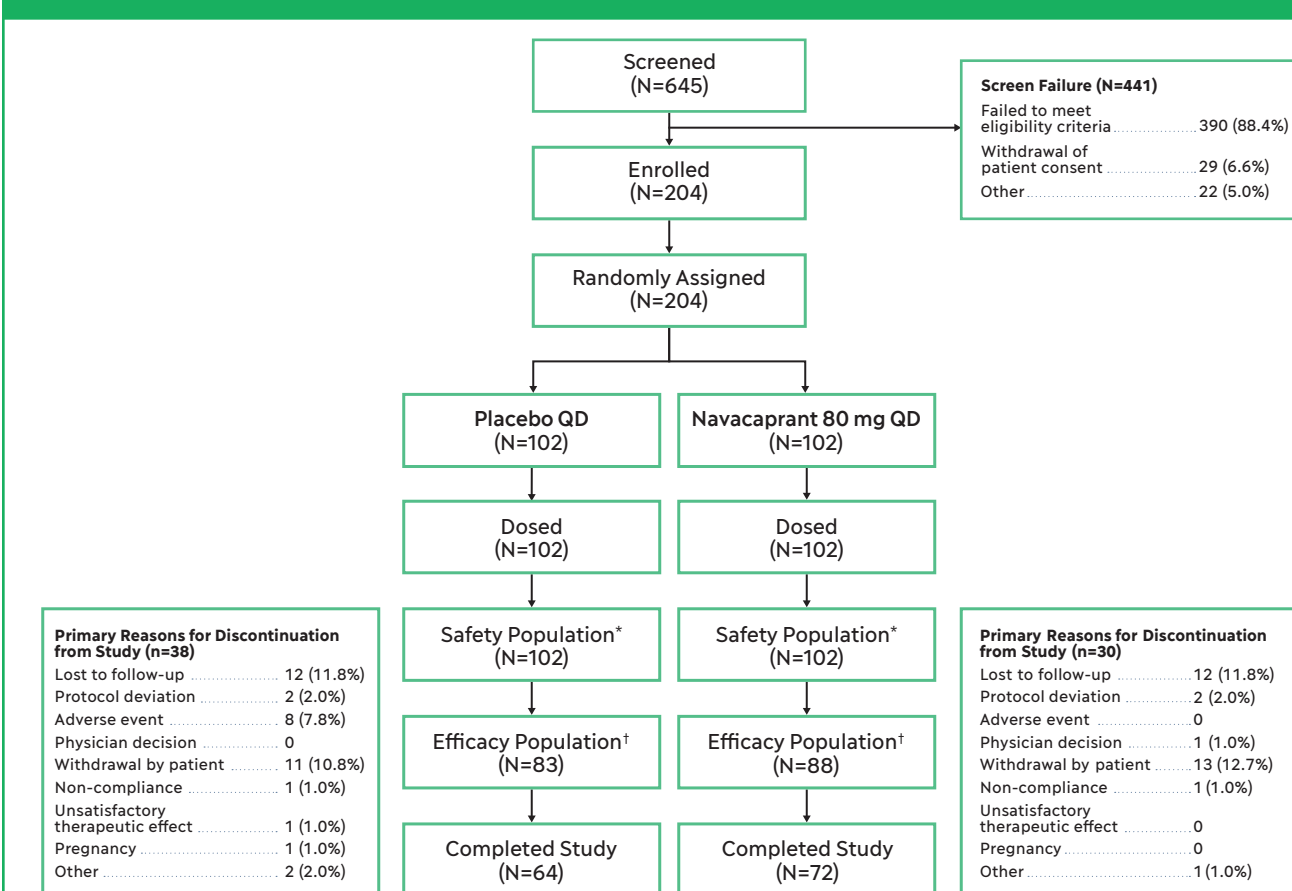 Screened
(N=645)
Screen Failure (N=441)
Failed to meet
eligibility criteria 390 (88.4%)
Withdrawal of
patient consent 29 (6.6%)
Other 22 (5.0%)
Enrolled
(N=204)
Randomly Assigned
(N=204)
Placebo QD
(N=102)
Navacaprant 80 mg QD
(N=102)
Dosed
(N=102)
Dosed
(N=102)
Primary Reasons for Discontinuation
from Study (n=38)
Lost to follow-up 12 (11.8%)
Protocol deviation 2 (2.0%)
Adverse event 8 (7.8%)
Physician decision 0
Withdrawal by patient 11 (10.8%)
Non-compliance 1 (1.0%)
Unsatisfactory
therapeutic effect 1 (1.0%)
Pregnancy 1 (1.0%)
Other 2 (2.0%)
Safety Population*
(N=102)
Safety Population*
(N=102)
Efficacy Population†
(N=83)
Efficacy Population†
(N=88)
Completed Study
(N=64)
Completed Study
(N=72)
Primary Reasons for Discontinuation
from Study (n=30)
Lost to follow-up 12 (11.8%)
Protocol deviation 2 (2.0%)
Adverse event 0
Physician decision 1 (1.0%)
Withdrawal by patient 13 (12.7%)
Non-compliance 1 (1.0%)
Unsatisfactory
therapeutic effect 0
Pregnancy 0
Other 1 (1.0%)